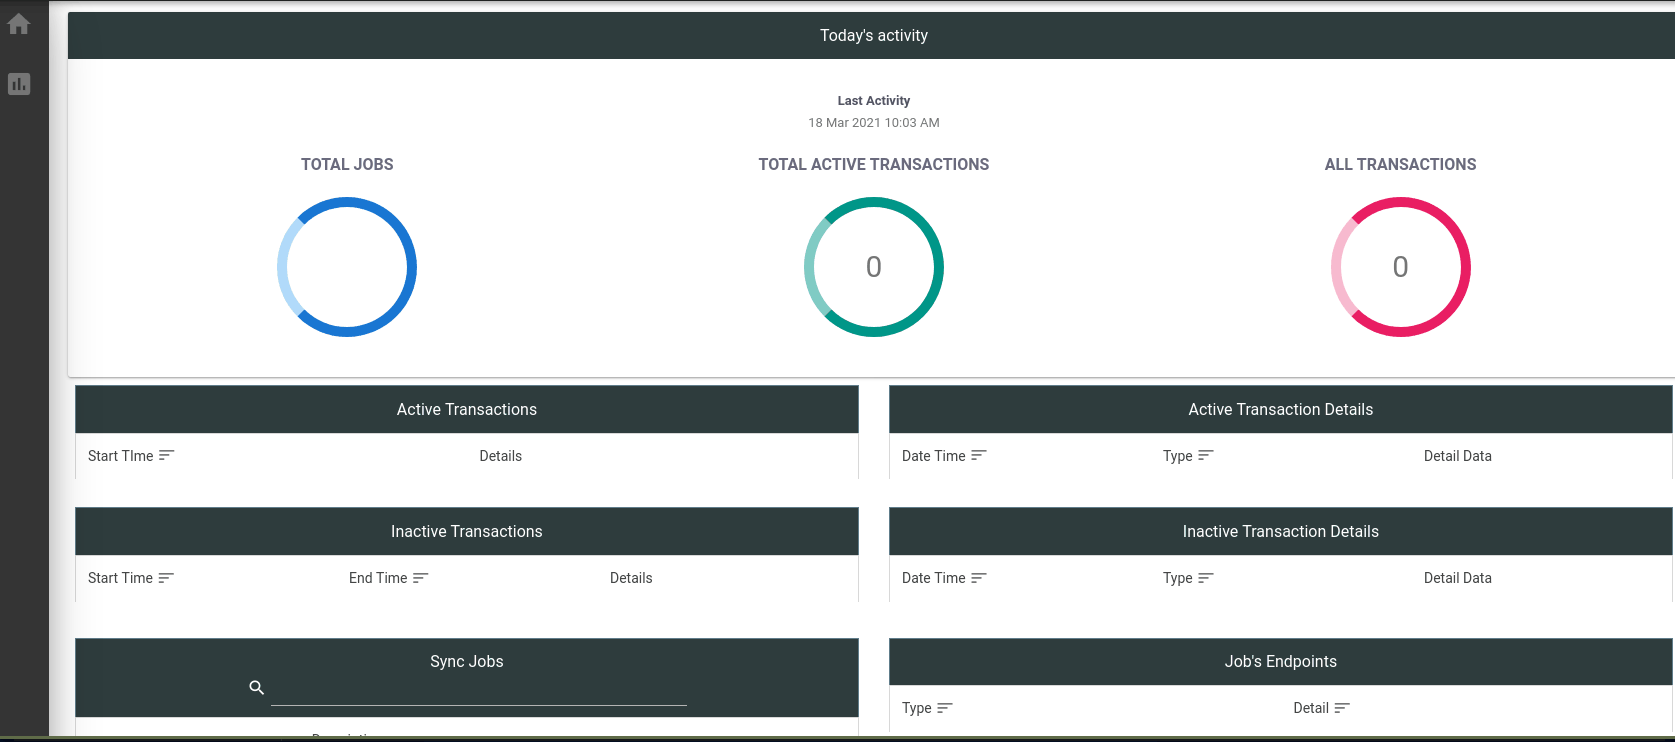 Today's activity
Last Activity
18 Mar 2021 10:03 AM
TOTAL JOBS
TOTAL ACTIVE TRANSACTIONS
0
ALL TRANSACTIONS
0
Active Transactions
Start TIme
Details
Active Transaction Details
Date Time
Type
Detail Data
Inactive Transactions
Start Time
End Time
Details
Inactive Transaction Details
Date Time
Type
Detail Data
Sync Jobs
Job's Endpoints
Type
Detail